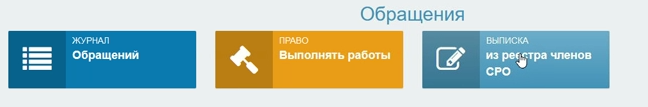 Обращения
ЖУРНАЛ
Обращений
ПРАВО
Выполнять работы
ВЫПИСКА
из реестра членов
СРО